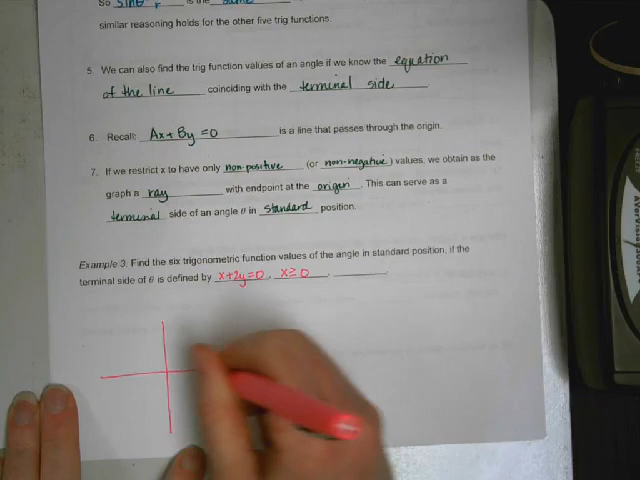 So sinθ is the same
similar reasoning holds for the other five trig functions.
5. We can also find the trig function values of an angle if we know the equation
of the line coinciding with the terminal side
6. Recall: Ax+By=0 is a line that passes through the origin.
7. If we restrict x to have only non-positive (or non-negative) values, we obtain as the
graph a ray with endpoint at the origin. This can serve as a
terminal side of an angle θ in standard position.
Example 3. Find the six trigonometric function values of the angle in standard position, if the
terminal side of θ is defined by x+2y=0, x≥0,